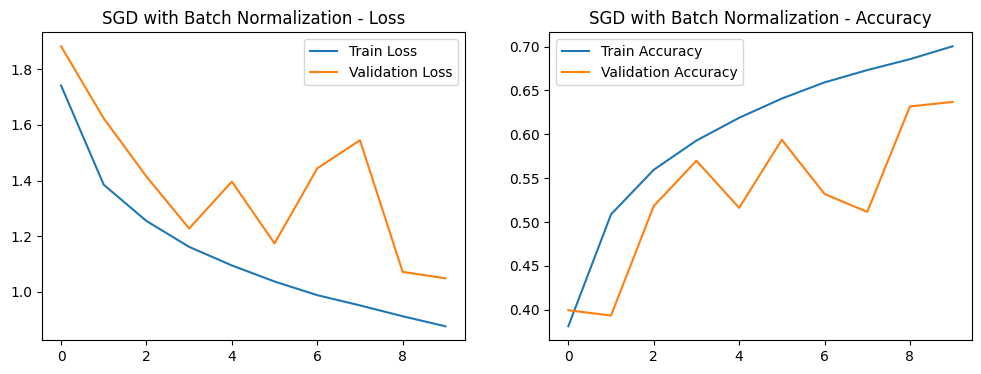 SGD with Batch Normalization - Loss
Train Loss
Validation Loss
1.8
1.6
1.4
1.2
1.0
0 2 4 6 8
SGD with Batch Normalization - Accuracy
Train Accuracy
Validation Accuracy
0.70
0.65
0.60
0.55
0.50
0.45
0.40
0 2 4 6 8